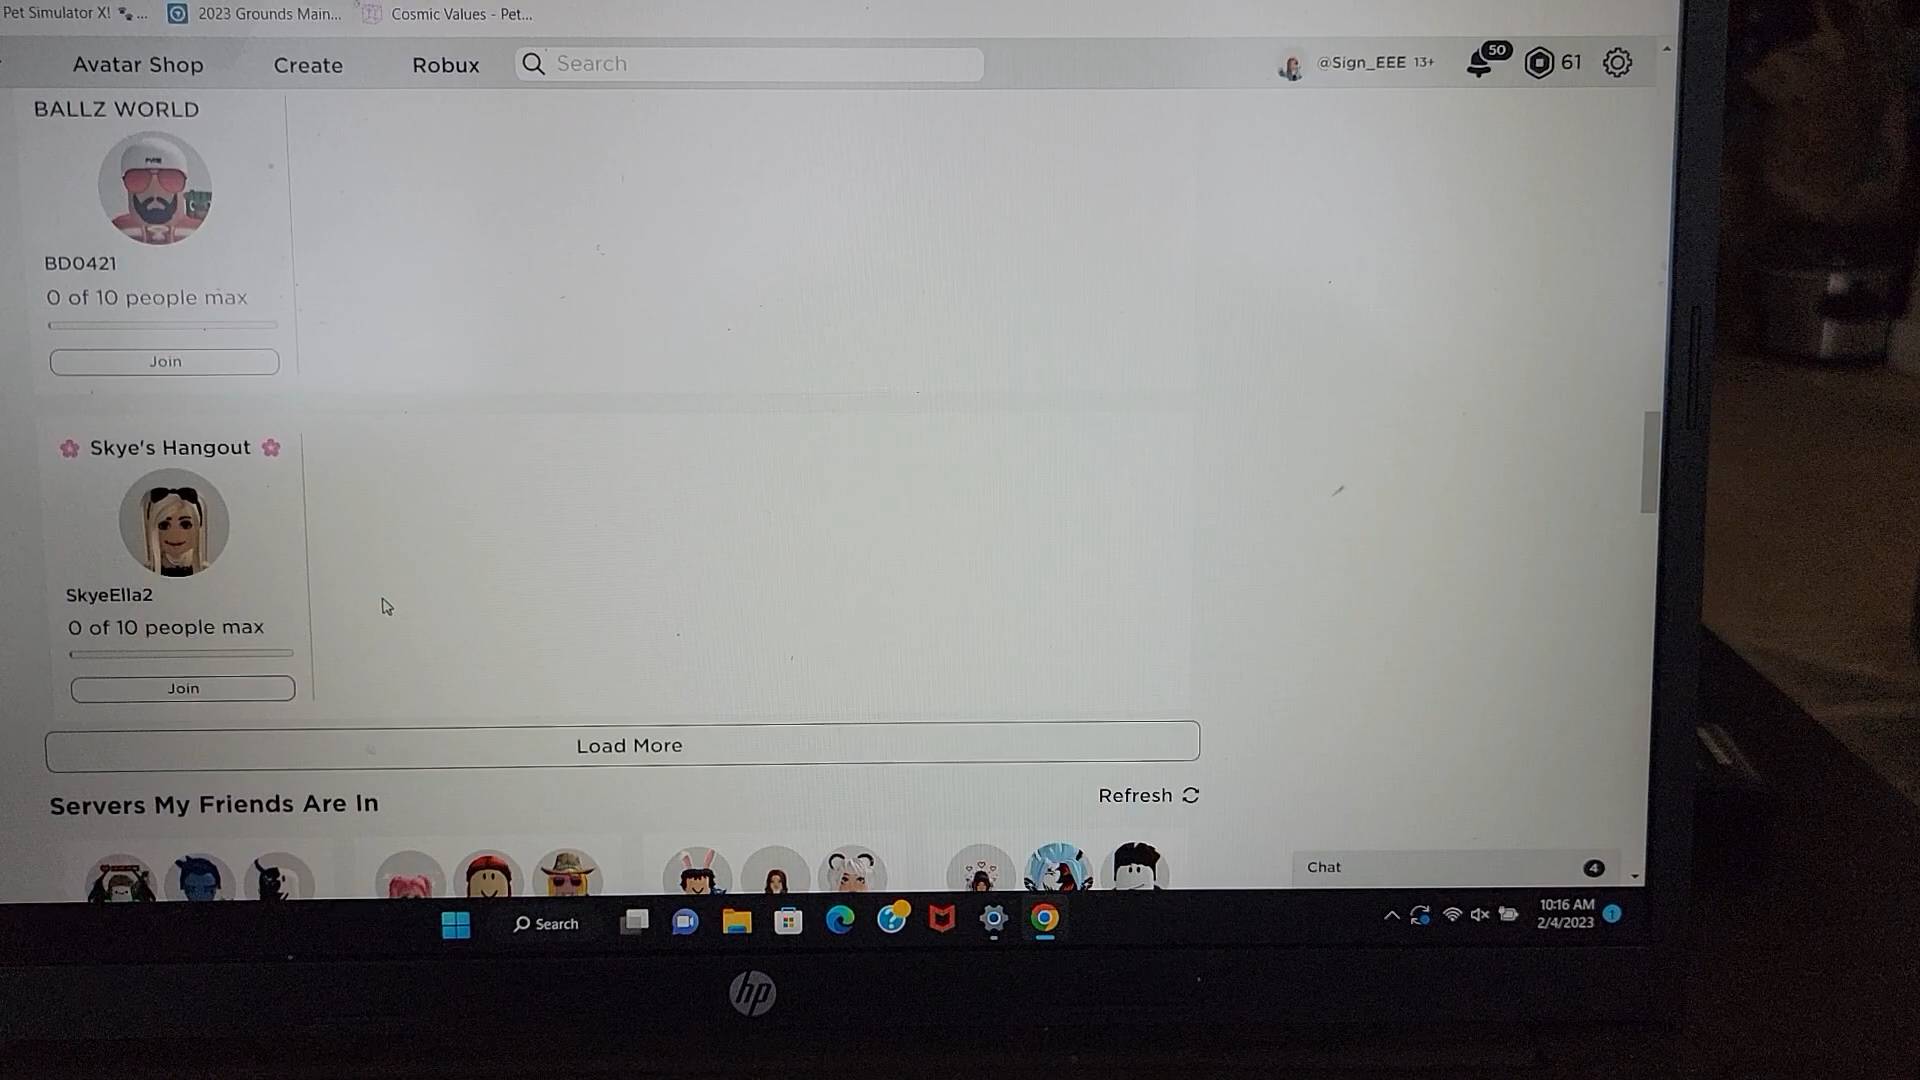 Pet Simulator X! 🐾 ...
2023 Grounds Main...
Cosmic Values - Pet...
Avatar Shop
Create
Robux
Search
@Sign_EEE 13+
50
61
BALLZ WORLD
BD0421
0 of 10 people max
Join
🌸 Skye's Hangout 🌸
SkyeElla2
0 of 10 people max
Join
Load More
Servers My Friends Are In
Refresh
Chat
4
Search
10:16 AM
2/4/2023
1
hp